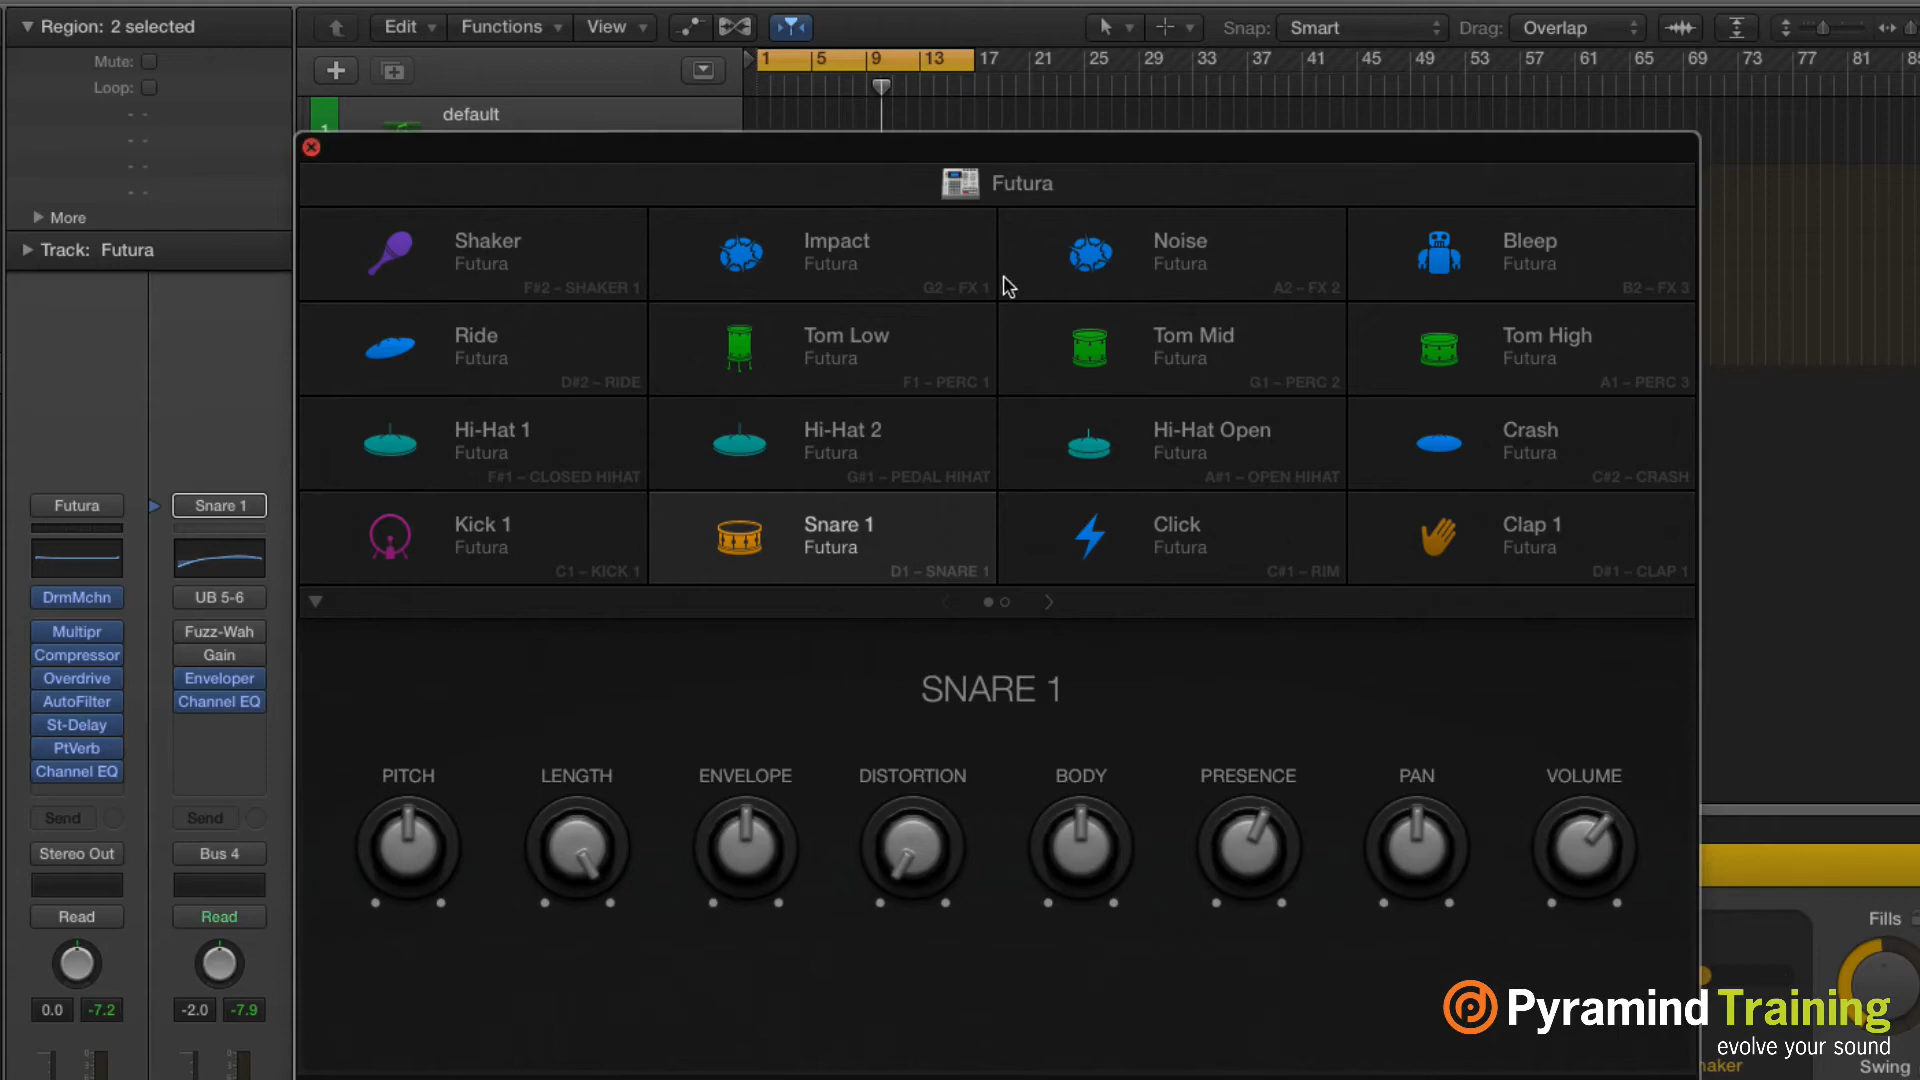 Region: 2 selected
Edit Functions View
Snap: Smart
Drag: Overlap
Mute:
Loop:
More
Track: Futura
1 5 9 13 17 21 25 29 33 37 41 45 49 53 57 61 65 69 73 77 81
1 default
Futura
Shaker
Futura
F#2 – SHAKER 1
Impact
Futura
G2 – FX 1
Noise
Futura
A2 – FX 2
Bleep
Futura
B2 – FX 3
Ride
Futura
D#2 – RIDE
Tom Low
Futura
F1 – PERC 1
Tom Mid
Futura
G1 – PERC 2
Tom High
Futura
A1 – PERC 3
Hi-Hat 1
Futura
F#1 – CLOSED HIHAT
Hi-Hat 2
Futura
G#1 – PEDAL HIHAT
Hi-Hat Open
Futura
A#1 – OPEN HIHAT
Crash
Futura
C#2 – CRASH
Kick 1
Futura
C1 – KICK 1
Snare 1
Futura
D1 – SNARE 1
Click
Futura
C#1 – RIM
Clap 1
Futura
D#1 – CLAP 1
SNARE 1
PITCH LENGTH ENVELOPE DISTORTION BODY PRESENCE PAN VOLUME
Futura Snare 1
DrmMchn UB 5-6
Multipr Fuzz-Wah
Compressor Gain
Overdrive Enveloper
AutoFilter Channel EQ
St-Delay
PtVerb
Channel EQ
Send Send
Stereo Out Bus 4
Read Read
0.0 -7.2 -2.0 -7.9
Fills
Pyramind Training
evolve your sound
Swing